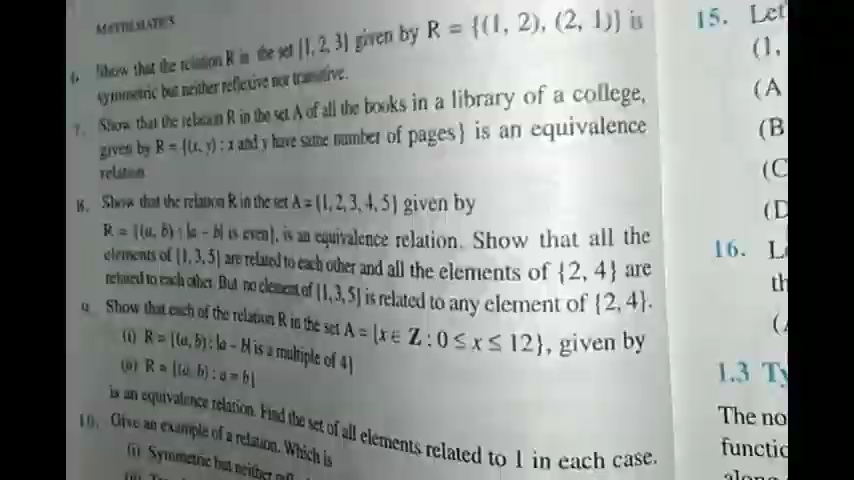 MATHEMATICS
6. Show that the relation R in the set {1, 2, 3} given by R = {(1, 2), (2, 1)} is
symmetric but neither reflexive nor transitive.
7. Show that the relation R in the set A of all the books in a library of a college,
given by R = {(x, y) : x and y have same number of pages} is an equivalence
relation.
8. Show that the relation R in the set A = {1, 2, 3, 4, 5} given by
R = {(a, b) : |a – b| is even}, is an equivalence relation. Show that all the
elements of {1, 3, 5} are related to each other and all the elements of {2, 4} are
related to each other. But no element of {1, 3, 5} is related to any element of {2, 4}.
9. Show that each of the relation R in the set A = {x ∈ Z : 0 ≤ x ≤ 12}, given by
(i) R = {(a, b) : |a – b| is a multiple of 4}
(ii) R = {(a, b) : a = b}
is an equivalence relation. Find the set of all elements related to 1 in each case.
10. Give an example of a relation. Which is
(i) Symmetric but neither
(ii)
15. Let
(1,
(A
(B
(C
(D
16. L
th
(
1.3 Ty
The no
functio
along